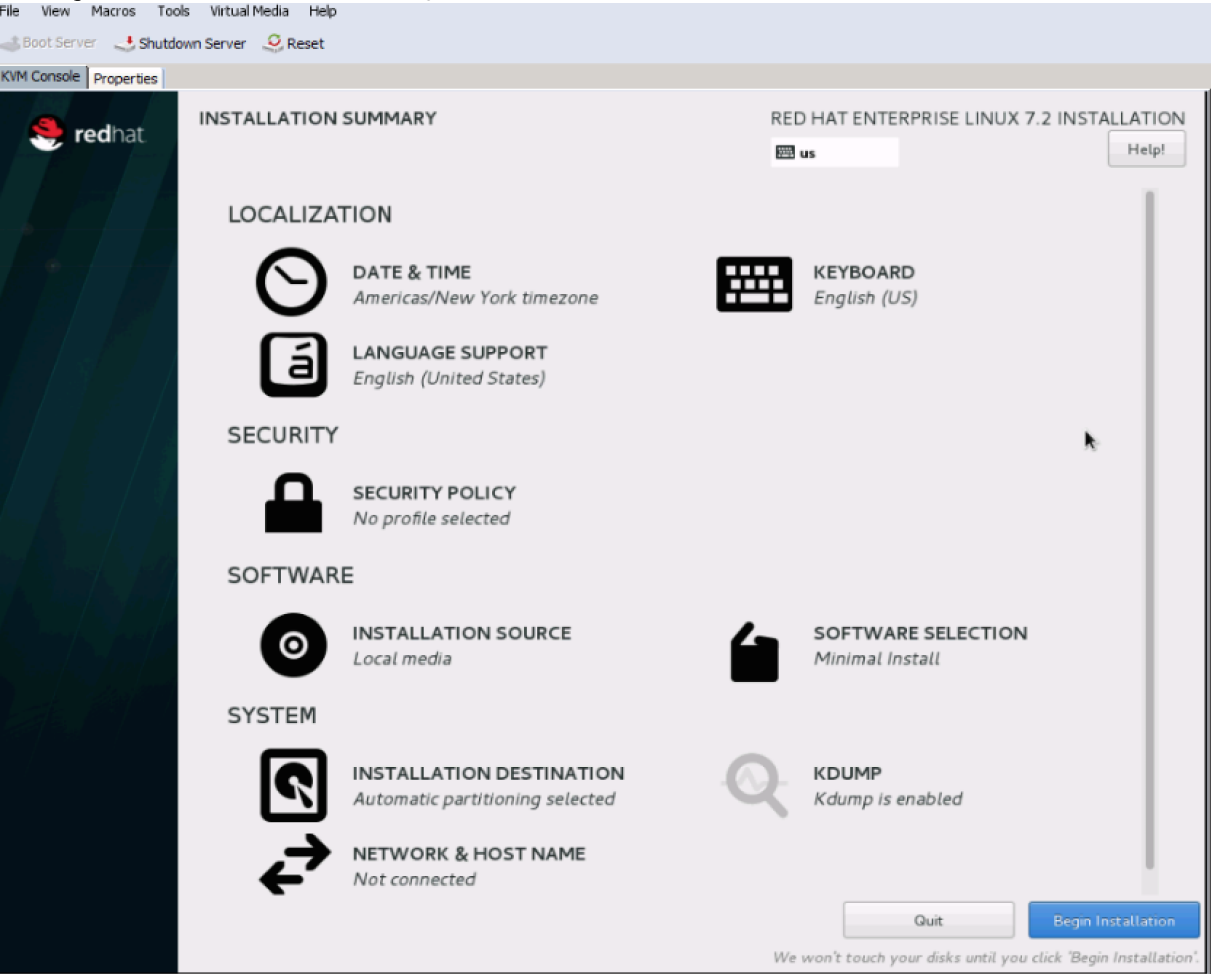 File View Macros Tools Virtual Media Help
Boot Server Shutdown Server Reset
KVM Console Properties
redhat
INSTALLATION SUMMARY
RED HAT ENTERPRISE LINUX 7.2 INSTALLATION
us
Help!
LOCALIZATION
DATE & TIME
Americas/New York timezone
KEYBOARD
English (US)
á
LANGUAGE SUPPORT
English (United States)
SECURITY
SECURITY POLICY
No profile selected
SOFTWARE
INSTALLATION SOURCE
Local media
SOFTWARE SELECTION
Minimal Install
SYSTEM
INSTALLATION DESTINATION
Automatic partitioning selected
KDUMP
Kdump is enabled
NETWORK & HOST NAME
Not connected
Quit
Begin Installation
We won't touch your disks until you click 'Begin Installation'.